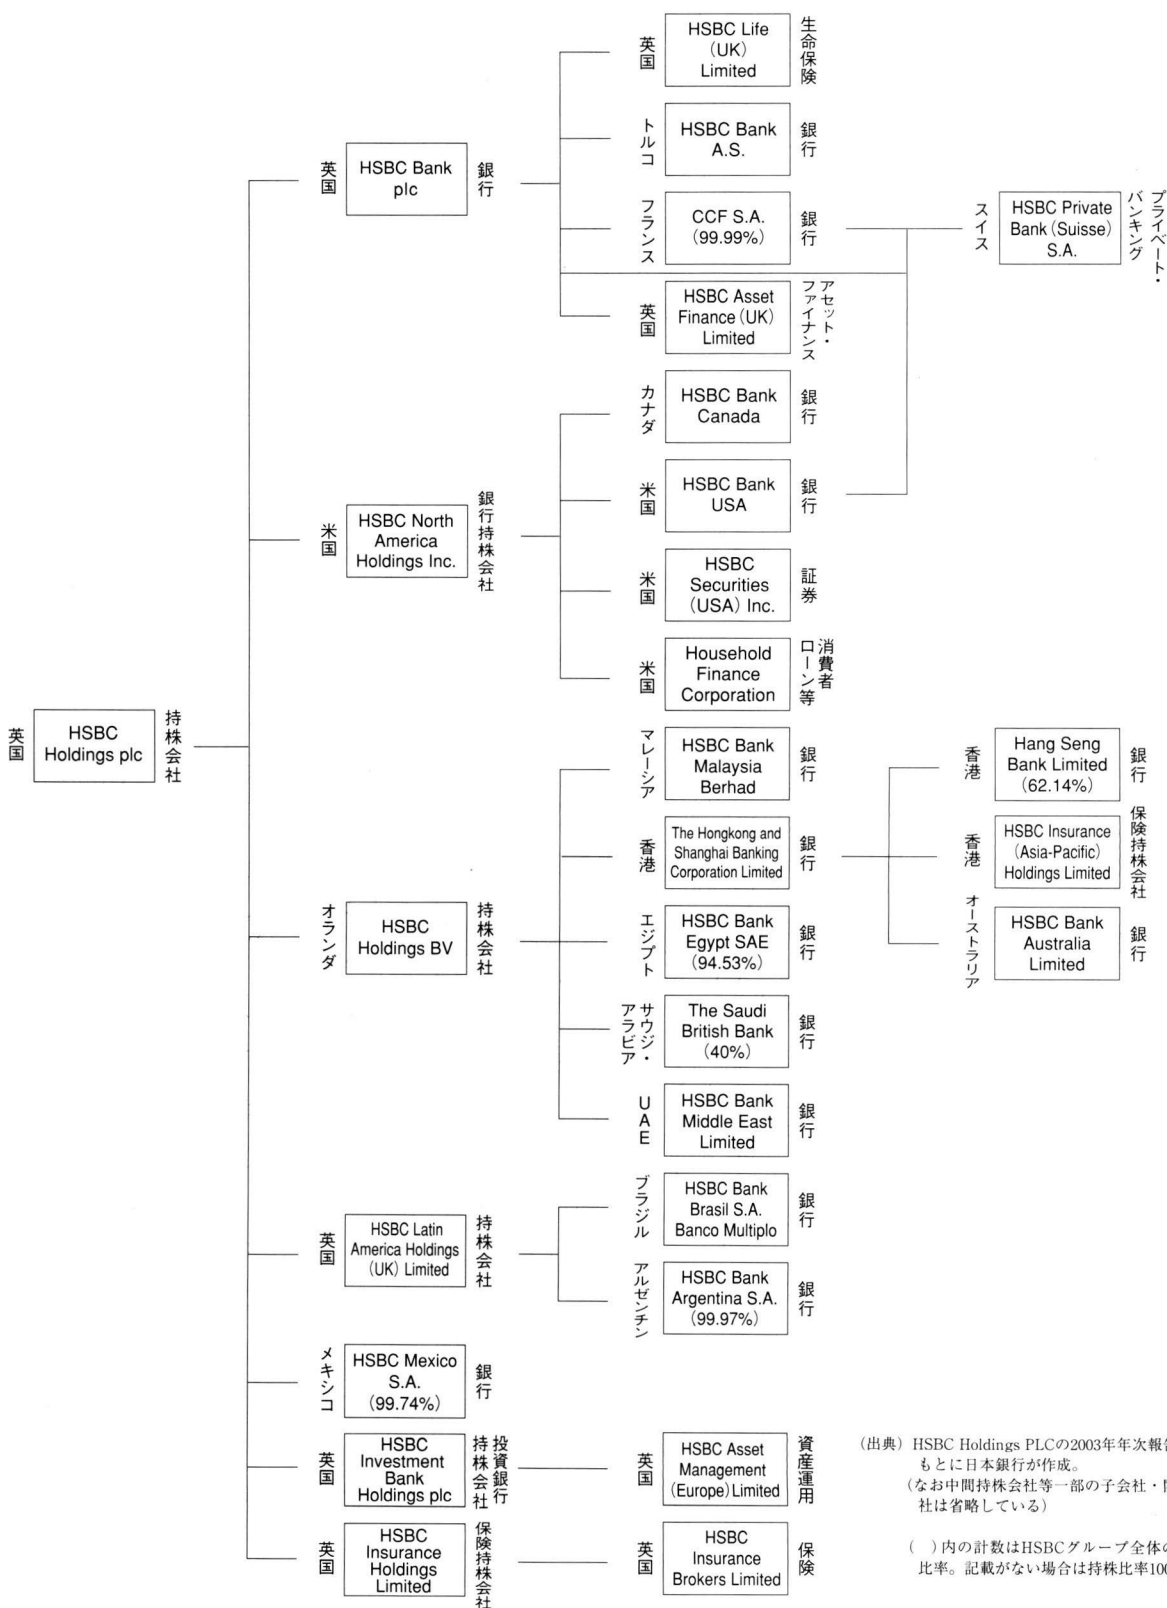 英国
HSBC
Holdings plc
持株会社
英国
HSBC Bank
plc
銀行
英国
HSBC Life
(UK)
Limited
生命保険
トルコ
HSBC Bank
A.S.
銀行
フランス
CCF S.A.
(99.99%)
銀行
スイス
HSBC Private
Bank(Suisse)
S.A.
プライベート・
バンキング
英国
HSBC Asset
Finance(UK)
Limited
アセット・
ファイナンス
米国
HSBC North
America
Holdings Inc.
銀行持株会社
カナダ
HSBC Bank
Canada
銀行
米国
HSBC Bank
USA
銀行
米国
HSBC
Securities
(USA) Inc.
証券
米国
Household
Finance
Corporation
消費者
ローン等
オランダ
HSBC
Holdings BV
持株会社
マレーシア
HSBC Bank
Malaysia
Berhad
銀行
香港
The Hongkong and
Shanghai Banking
Corporation Limited
銀行
香港
Hang Seng
Bank Limited
(62.14%)
銀行
香港
HSBC Insurance
(Asia-Pacific)
Holdings Limited
保険持株会社
オーストラリア
HSBC Bank
Australia
Limited
銀行
エジプト
HSBC Bank
Egypt SAE
(94.53%)
銀行
サウジ・
アラビア
The Saudi
British Bank
(40%)
銀行
UAE
HSBC Bank
Middle East
Limited
銀行
英国
HSBC Latin
America Holdings
(UK) Limited
持株会社
ブラジル
HSBC Bank
Brasil S.A.
Banco Multiplo
銀行
アルゼンチン
HSBC Bank
Argentina S.A.
(99.97%)
銀行
メキシコ
HSBC Mexico
S.A.
(99.74%)
銀行
英国
HSBC
Investment
Bank
Holdings plc
投資銀行
持株会社
英国
HSBC Asset
Management
(Europe) Limited
資産運用
英国
HSBC
Insurance
Holdings
Limited
保険持株会社
英国
HSBC
Insurance
Brokers Limited
保険
(出典) HSBC Holdings PLCの2003年年次報告
もとに日本銀行が作成。
(なお中間持株会社等一部の子会社・
社は省略している)
( )内の計数はHSBCグループ全体の
比率。記載がない場合は持株比率100